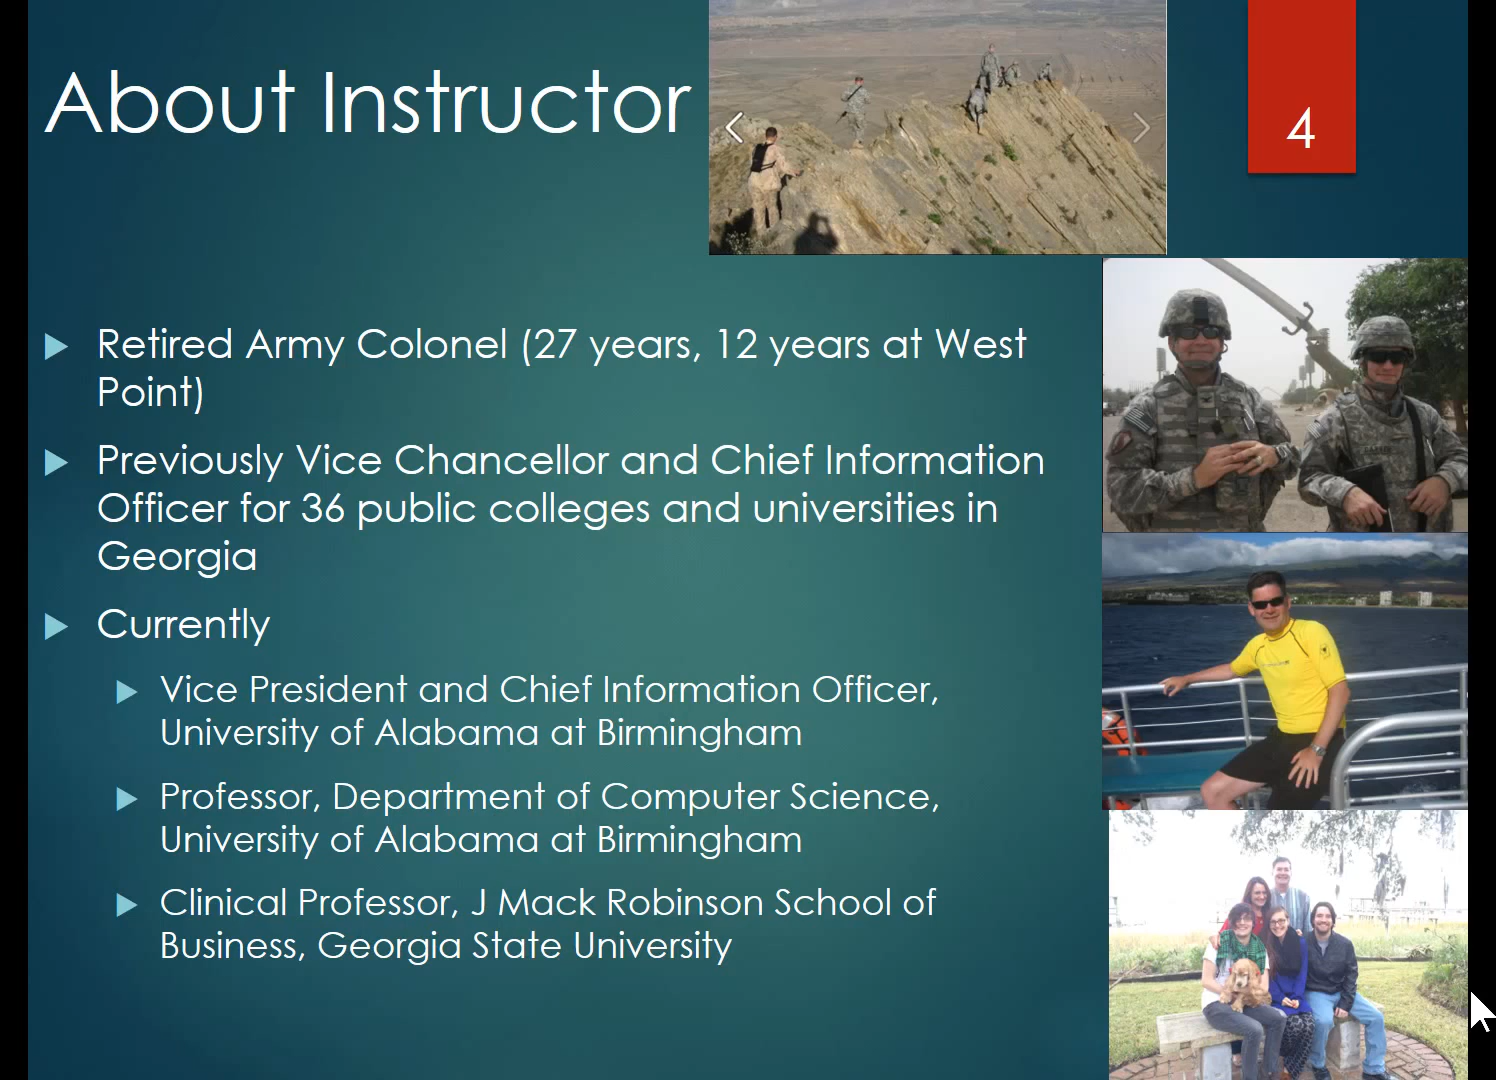 About Instructor
4
Retired Army Colonel (27 years, 12 years at West
Point)
Previously Vice Chancellor and Chief Information
Officer for 36 public colleges and universities in
Georgia
Currently
Vice President and Chief Information Officer,
University of Alabama at Birmingham
Professor, Department of Computer Science,
University of Alabama at Birmingham
Clinical Professor, J Mack Robinson School of
Business, Georgia State University